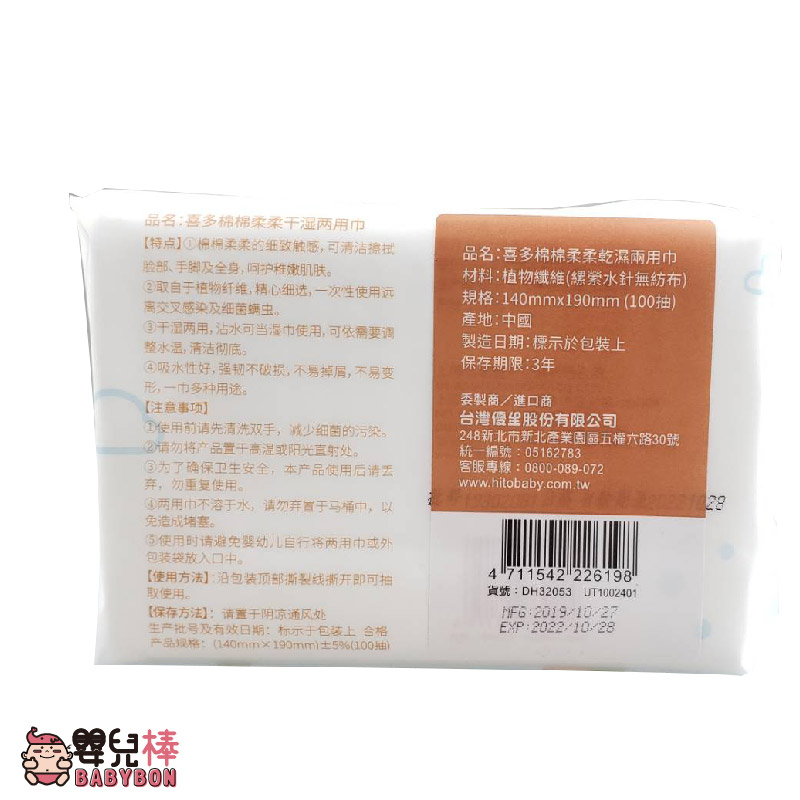 品名:喜多棉棉柔柔干湿两用巾
【特点】①棉棉柔柔的细致触感,可清洁擦拭
脸部、手脚及全身,呵护稚嫩肌肤。
②取自于植物纤维,精心细选,一次性使用远
离交叉感染及细菌螨虫。
③干湿两用,沾水可当湿巾使用,可依需要调
整水温,清洁彻底。
④吸水性好,强韧不破损,不易掉屑,不易变
形,一巾多种用途。
【注意事项】
①使用前请先清洗双手,减少细菌的污染。
②请勿将产品置于高温或阳光直射处。
③为了确保卫生安全,本产品使用后请丢
弃,勿重复使用。
④两用巾不溶于水,请勿弃置于马桶中,以
免造成堵塞。
⑤使用时请避免婴幼儿自行将两用巾或外
包装袋放入口中。
【使用方法】:沿包装顶部撕裂线撕开即可抽
取使用。
【保存方法】:请置于阴凉通风处
生产批号及有效日期:标示于包装上 合格
产品规格:(140mm×190mm)±5%(100抽)
品名:喜多棉棉柔柔乾濕兩用巾
材料:植物纖維(縲縈水針無紡布)
規格:140mmx190mm (100抽)
產地:中國
製造日期:標示於包裝上
保存期限:3年
委製商／進口商
台灣優生股份有限公司
248新北市新北產業園區五權六路30號
統一編號:05162783
客服專線:0800-089-072
www.hitobaby.com.tw
4 711542 226198
貨號:DH32053 UT1002401
MFG:2019/10/27
EXP:2022/10/28
嬰兒棒
BABYBON